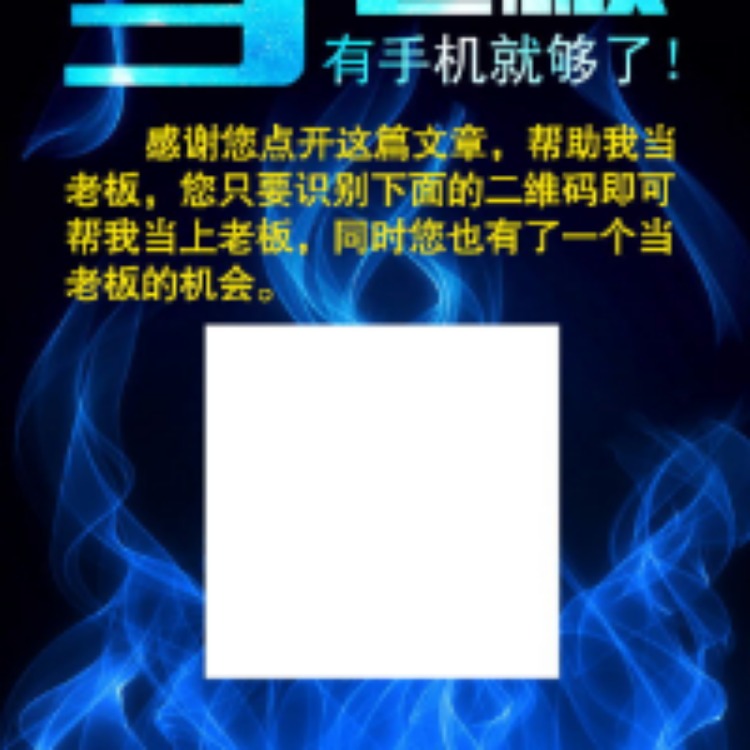 有手机就够了！
感谢您点开这篇文章，帮助我当
老板，您只要识别下面的二维码即可
帮我当上老板，同时您也有了一个当
老板的机会。